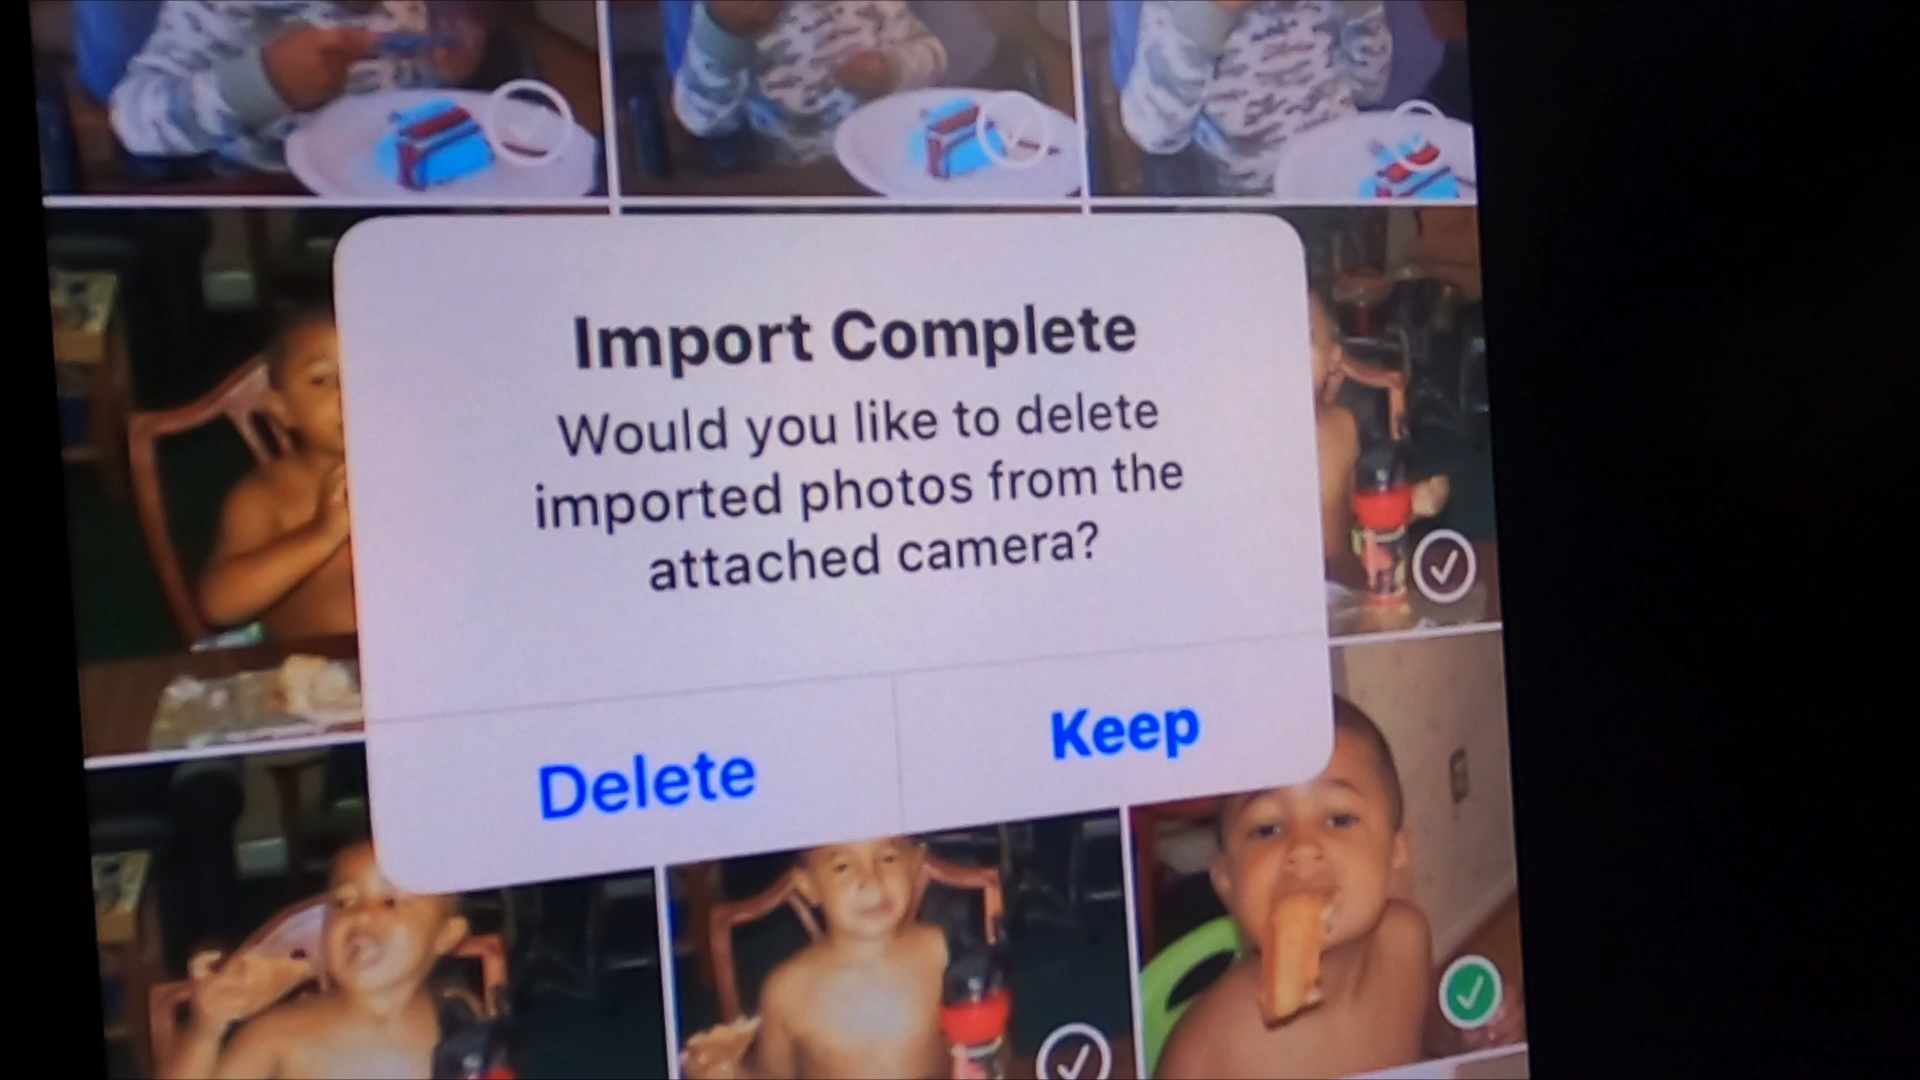 Import Complete
Would you like to delete
imported photos from the
attached camera?
Delete
Keep